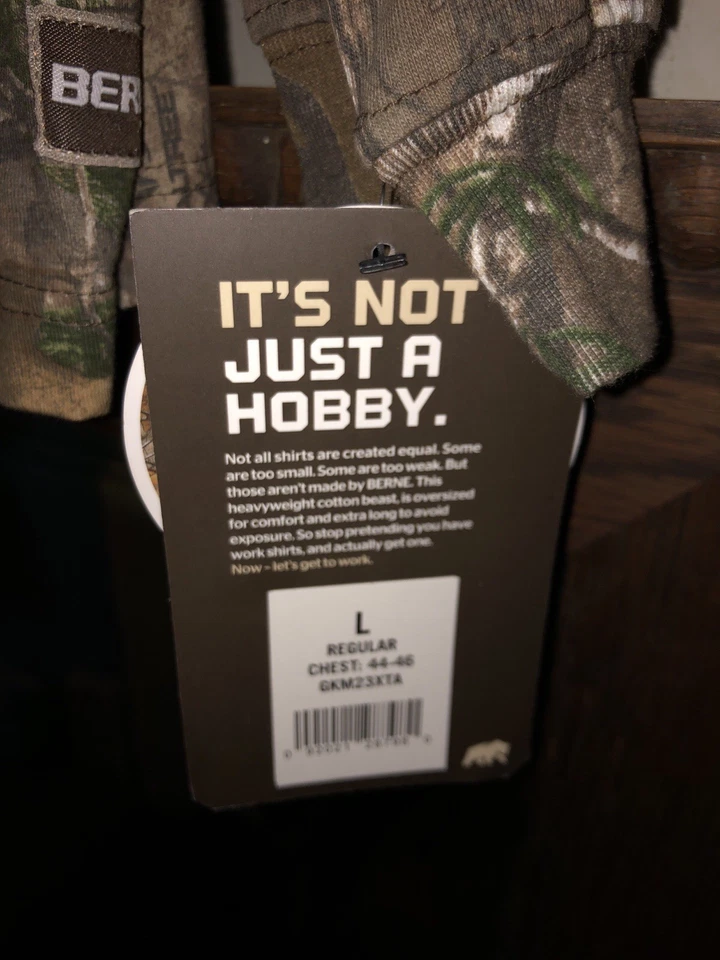 BER
IT'S NOT
JUST A
HOBBY.
Not all shirts are created equal. Some
are too small. Some are too weak. But
those aren't made by BERNE. This
heavyweight cotton beast, is oversized
for comfort and extra long to avoid
exposure. So stop pretending you have
work shirts, and actually get one.
Now - let's get to work.
L
REGULAR
CHEST: 44-46
GKM23XTA